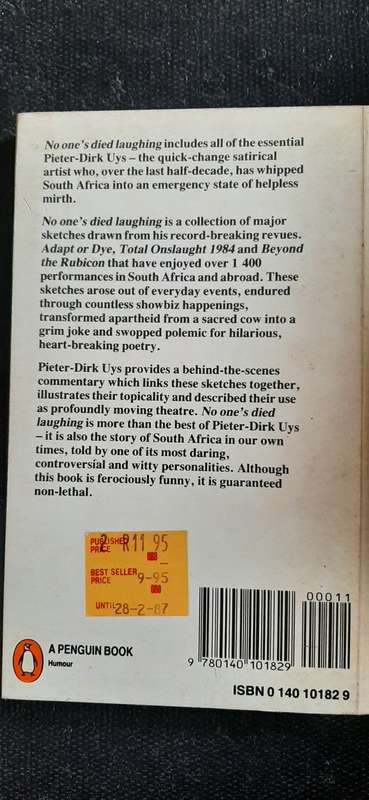 No one's died laughing includes all of the essential
Pieter-Dirk Uys – the quick-change satirical
artist who, over the last half-decade, has whipped
South Africa into an emergency state of helpless
mirth.
No one's died laughing is a collection of major
sketches drawn from his record-breaking revues.
Adapt or Dye, Total Onslaught 1984 and Beyond
the Rubicon that have enjoyed over 1 400
performances in South Africa and abroad. These
sketches arose out of everyday events, endured
through countless showbiz happenings,
transformed apartheid from a sacred cow into a
grim joke and swopped polemic for hilarious,
heart-breaking poetry.
Pieter-Dirk Uys provides a behind-the-scenes
commentary which links these sketches together,
illustrates their topicality and described their use
as profoundly moving theatre. No one's died
laughing is more than the best of Pieter-Dirk Uys
– it is also the story of South Africa in our own
times, told by one of its most daring,
controversial and witty personalities. Although
this book is ferociously funny, it is guaranteed
non-lethal.
PUBLISHER 2 R11 95
PRICE
BEST SELLER
PRICE 9-95
UNTIL 28-2-87
00011
9 780140 101829
A PENGUIN BOOK
Humour
ISBN 0 140 10182 9